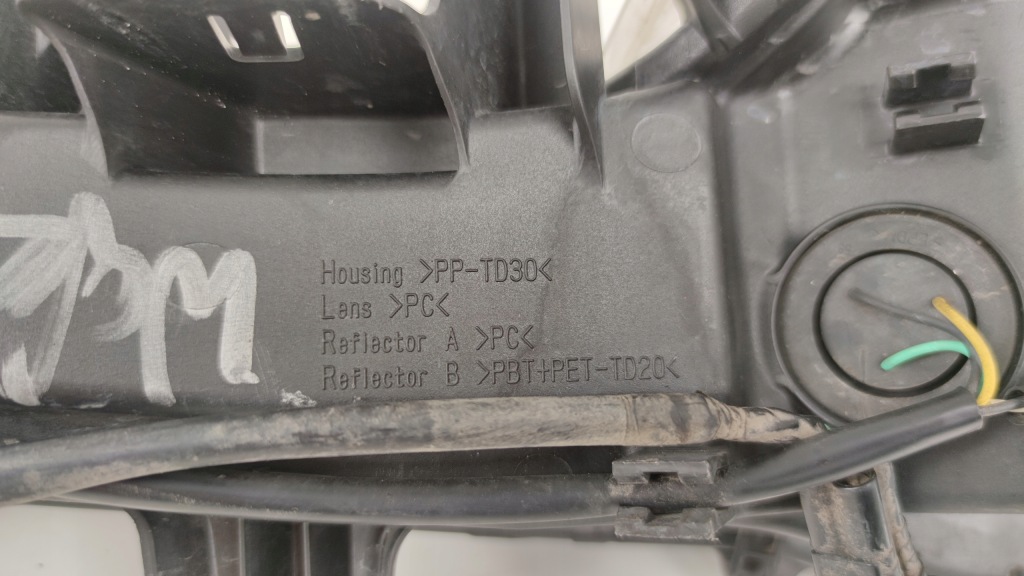 Housing >PP-TD30<
Lens >PC<
Reflector A >PC<
Reflector B >PBT+PET-TD20<